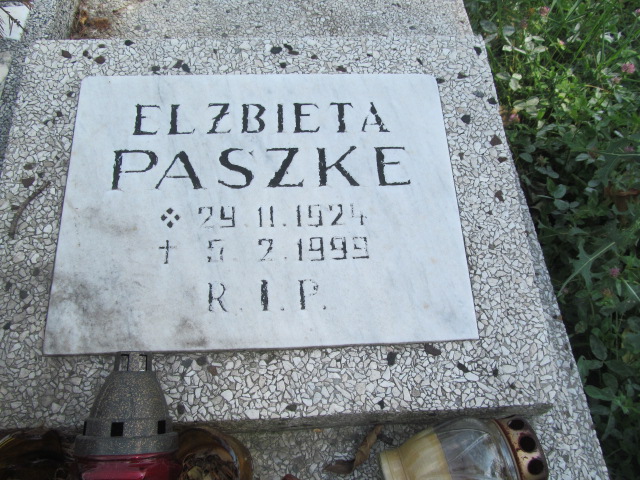 ELZBIETA
PASZKE
✥ 29.11.1924
† 5.2.1999
R.I.P.